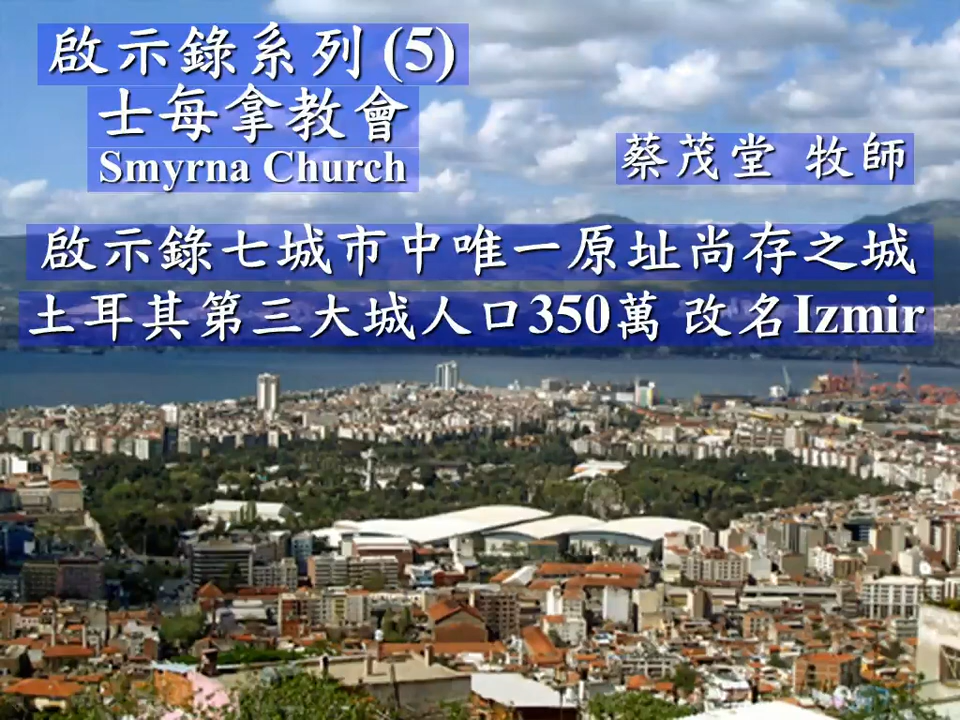 啟示錄系列 (5)
士每拿教會
Smyrna Church
蔡茂堂 牧師
啟示錄七城市中唯一原址尚存之城
土耳其第三大城人口350萬 改名Izmir